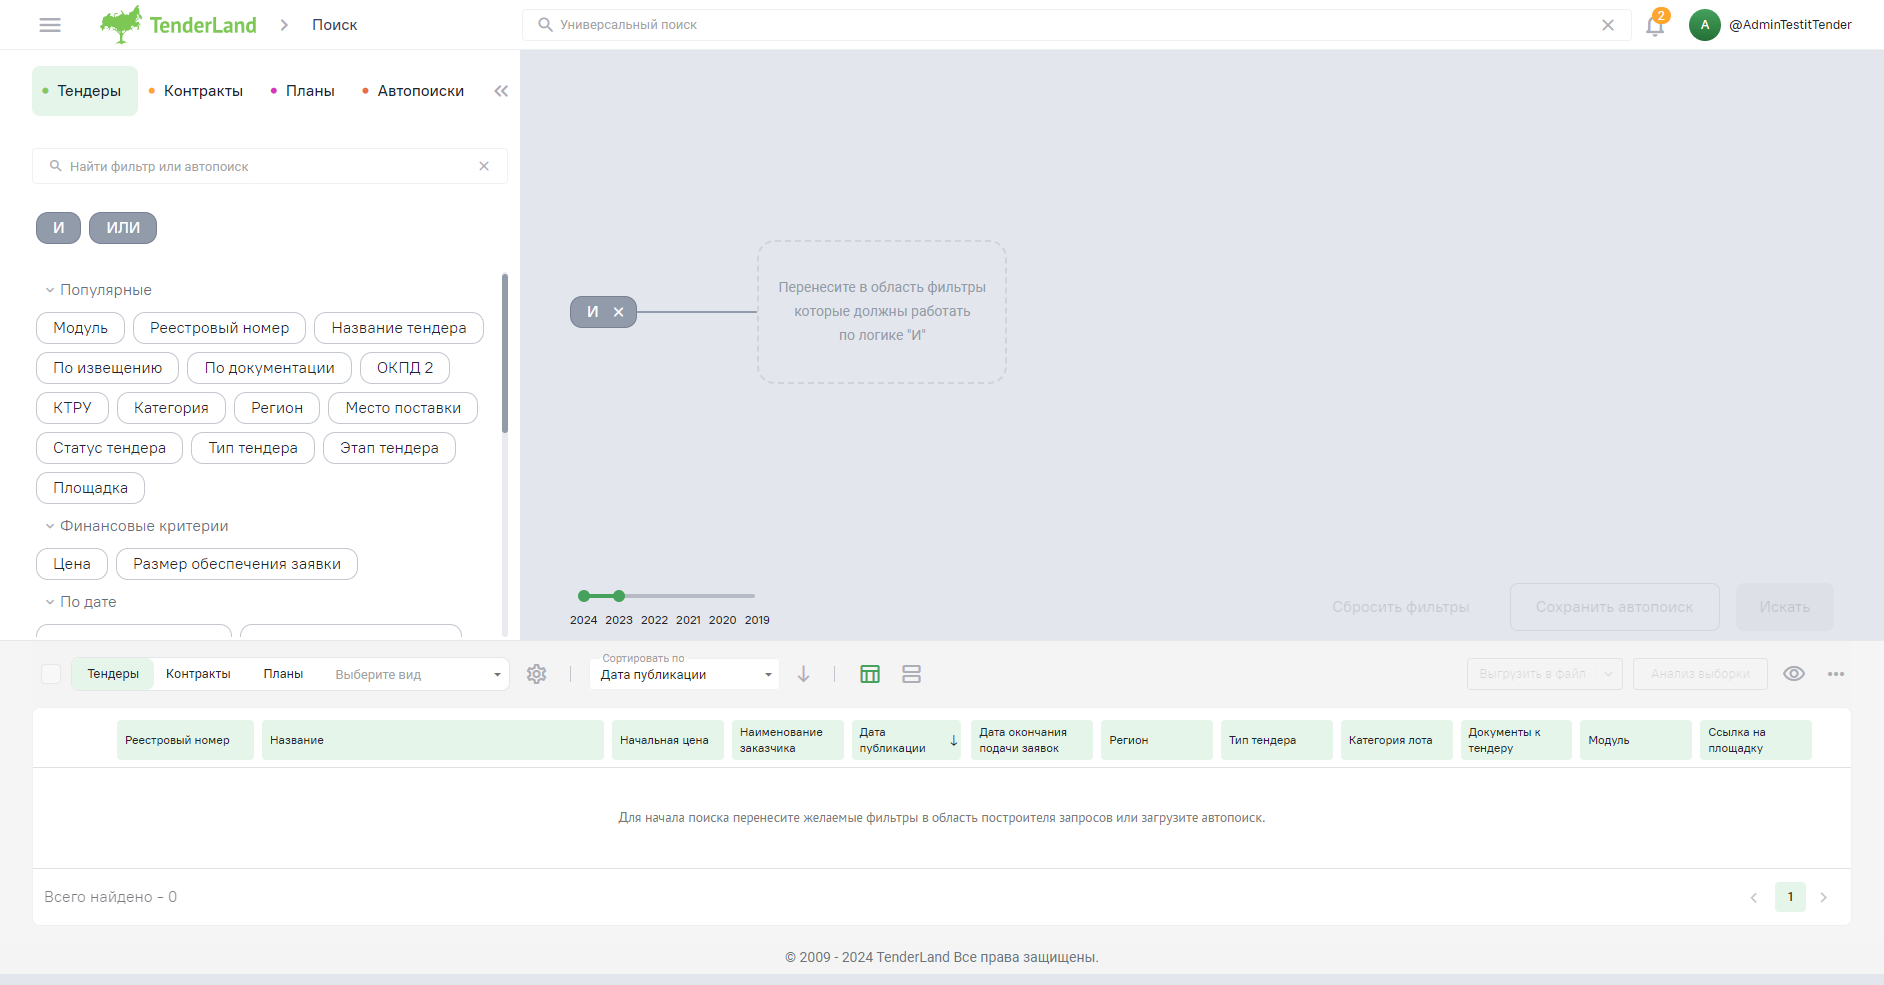 TenderLand
Поиск
Универсальный поиск
2
A
@AdminTestitTender
Тендеры
Контракты
Планы
Автопоиски
Найти фильтр или автопоиск
И
ИЛИ
Популярные
Модуль
Реестровый номер
Название тендера
По извещению
По документации
ОКПД 2
КТРУ
Категория
Регион
Место поставки
Статус тендера
Тип тендера
Этап тендера
Площадка
Финансовые критерии
Цена
Размер обеспечения заявки
По дате
И
Перенесите в область фильтры
которые должны работать
по логике "И"
2024 2023 2022 2021 2020 2019
Сбросить фильтры
Сохранить автопоиск
Искать
Тендеры
Контракты
Планы
Выберите вид
Сортировать по
Дата публикации
Выгрузить в файл
Анализ выборки
Реестровый номер
Название
Начальная цена
Наименование
заказчика
Дата
публикации
Дата окончания
подачи заявок
Регион
Тип тендера
Категория лота
Документы к
тендеру
Модуль
Ссылка на
площадку
Для начала поиска перенесите желаемые фильтры в область построителя запросов или загрузите автопоиск.
Всего найдено - 0
1
© 2009 - 2024 TenderLand Все права защищены.